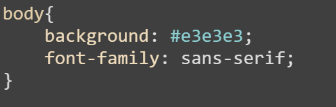 body{
    background: #e3e3e3;
    font-family: sans-serif;
}